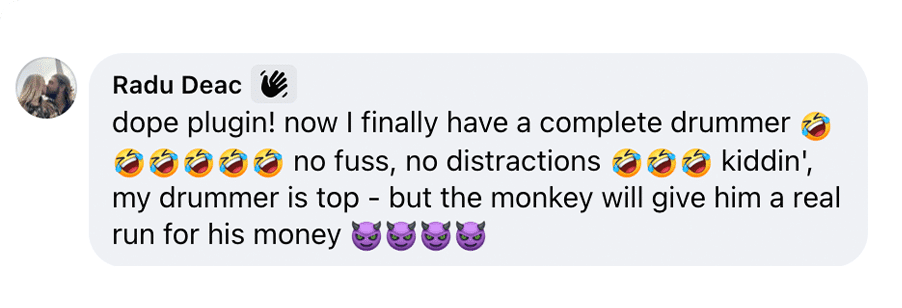 Radu Deac 👋
dope plugin! now I finally have a complete drummer 🤣
🤣🤣🤣🤣🤣 no fuss, no distractions 🤣🤣🤣 kiddin',
my drummer is top - but the monkey will give him a real
run for his money 😈😈😈😈